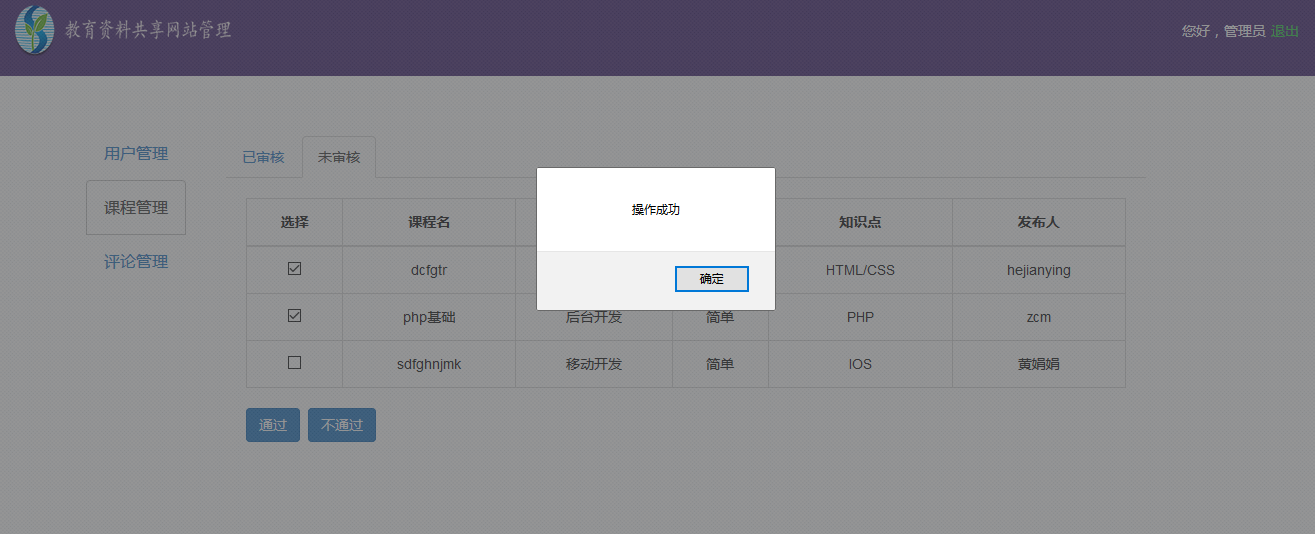 教育资料共享网站管理
您好，管理员 退出
用户管理
课程管理
评论管理
已审核 未审核
选择 课程名 知识点 发布人
dcfgtr HTML/CSS hejianying
php基础 后台开发 简单 PHP zcm
sdfghnjmk 移动开发 简单 IOS 黄娟娟
通过 不通过
操作成功
确定